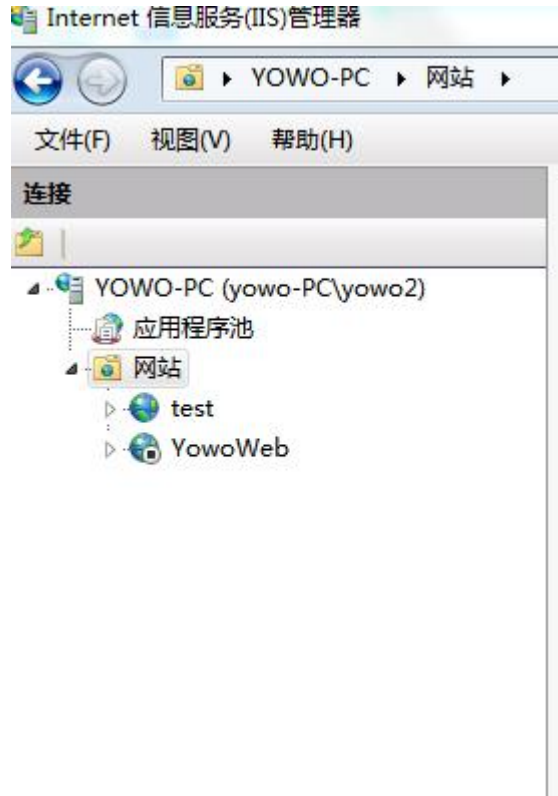 Internet 信息服务(IIS)管理器
YOWO-PC 网站
文件(F) 视图(V) 帮助(H)
连接
YOWO-PC (yowo-PC\yowo2)
应用程序池
网站
test
YowoWeb